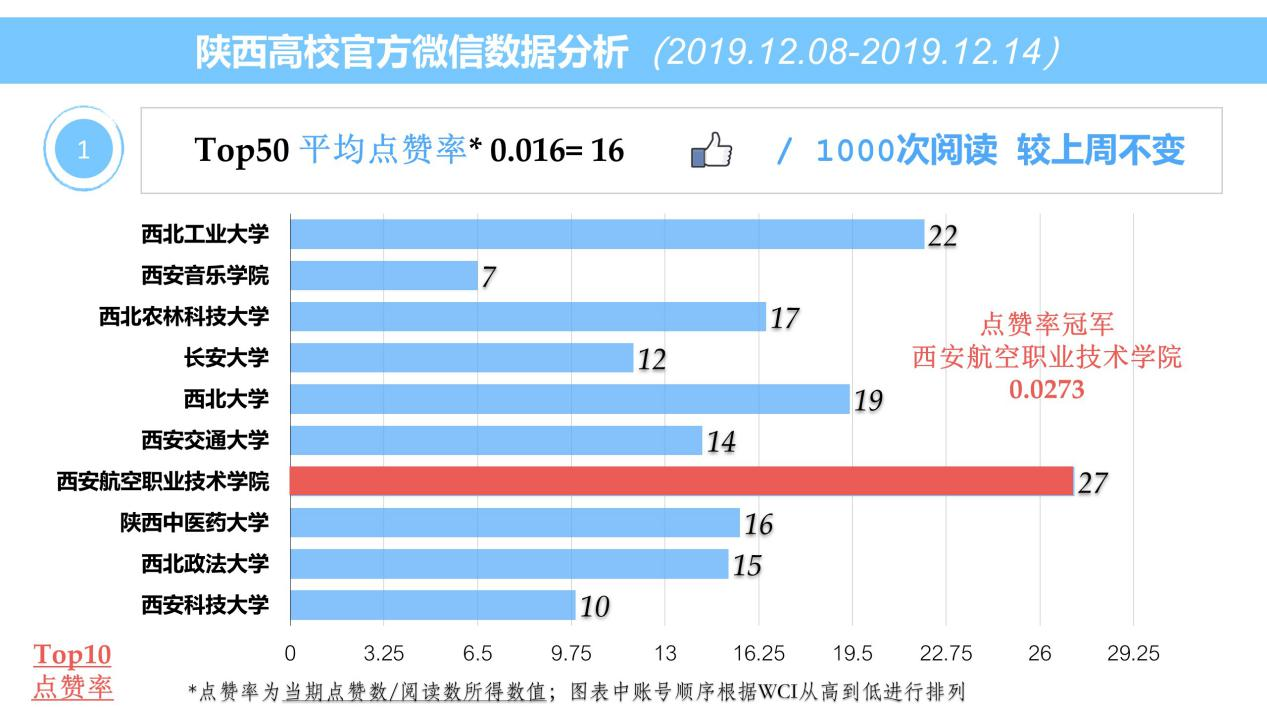 陕西高校官方微信数据分析（2019.12.08-2019.12.14）
1
Top50 平均点赞率* 0.016= 16 / 1000次阅读 较上周不变
西北工业大学 22
西安音乐学院 7
西北农林科技大学 17
长安大学 12
西北大学 19
西安交通大学 14
西安航空职业技术学院 27
陕西中医药大学 16
西北政法大学 15
西安科技大学 10
点赞率冠军
西安航空职业技术学院
0.0273
0 3.25 6.5 9.75 13 16.25 19.5 22.75 26 29.25
Top10
点赞率
*点赞率为当期点赞数/阅读数所得数值；图表中账号顺序根据WCI从高到低进行排列